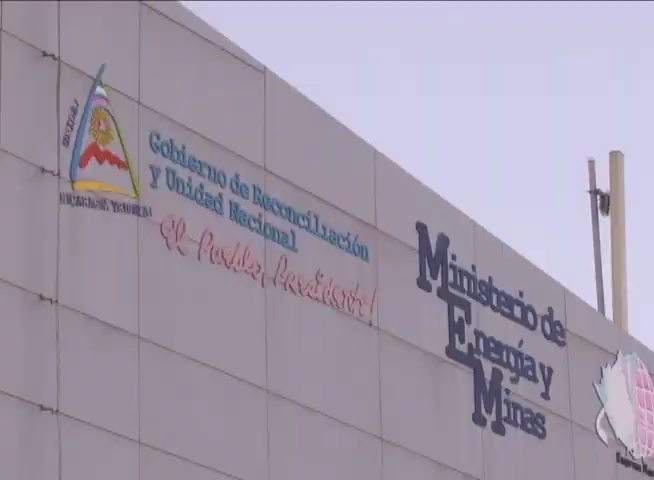 Gobierno de Reconciliación
y Unidad Nacional
El Pueblo, Presidente!
Ministerio de
Energía y
Minas